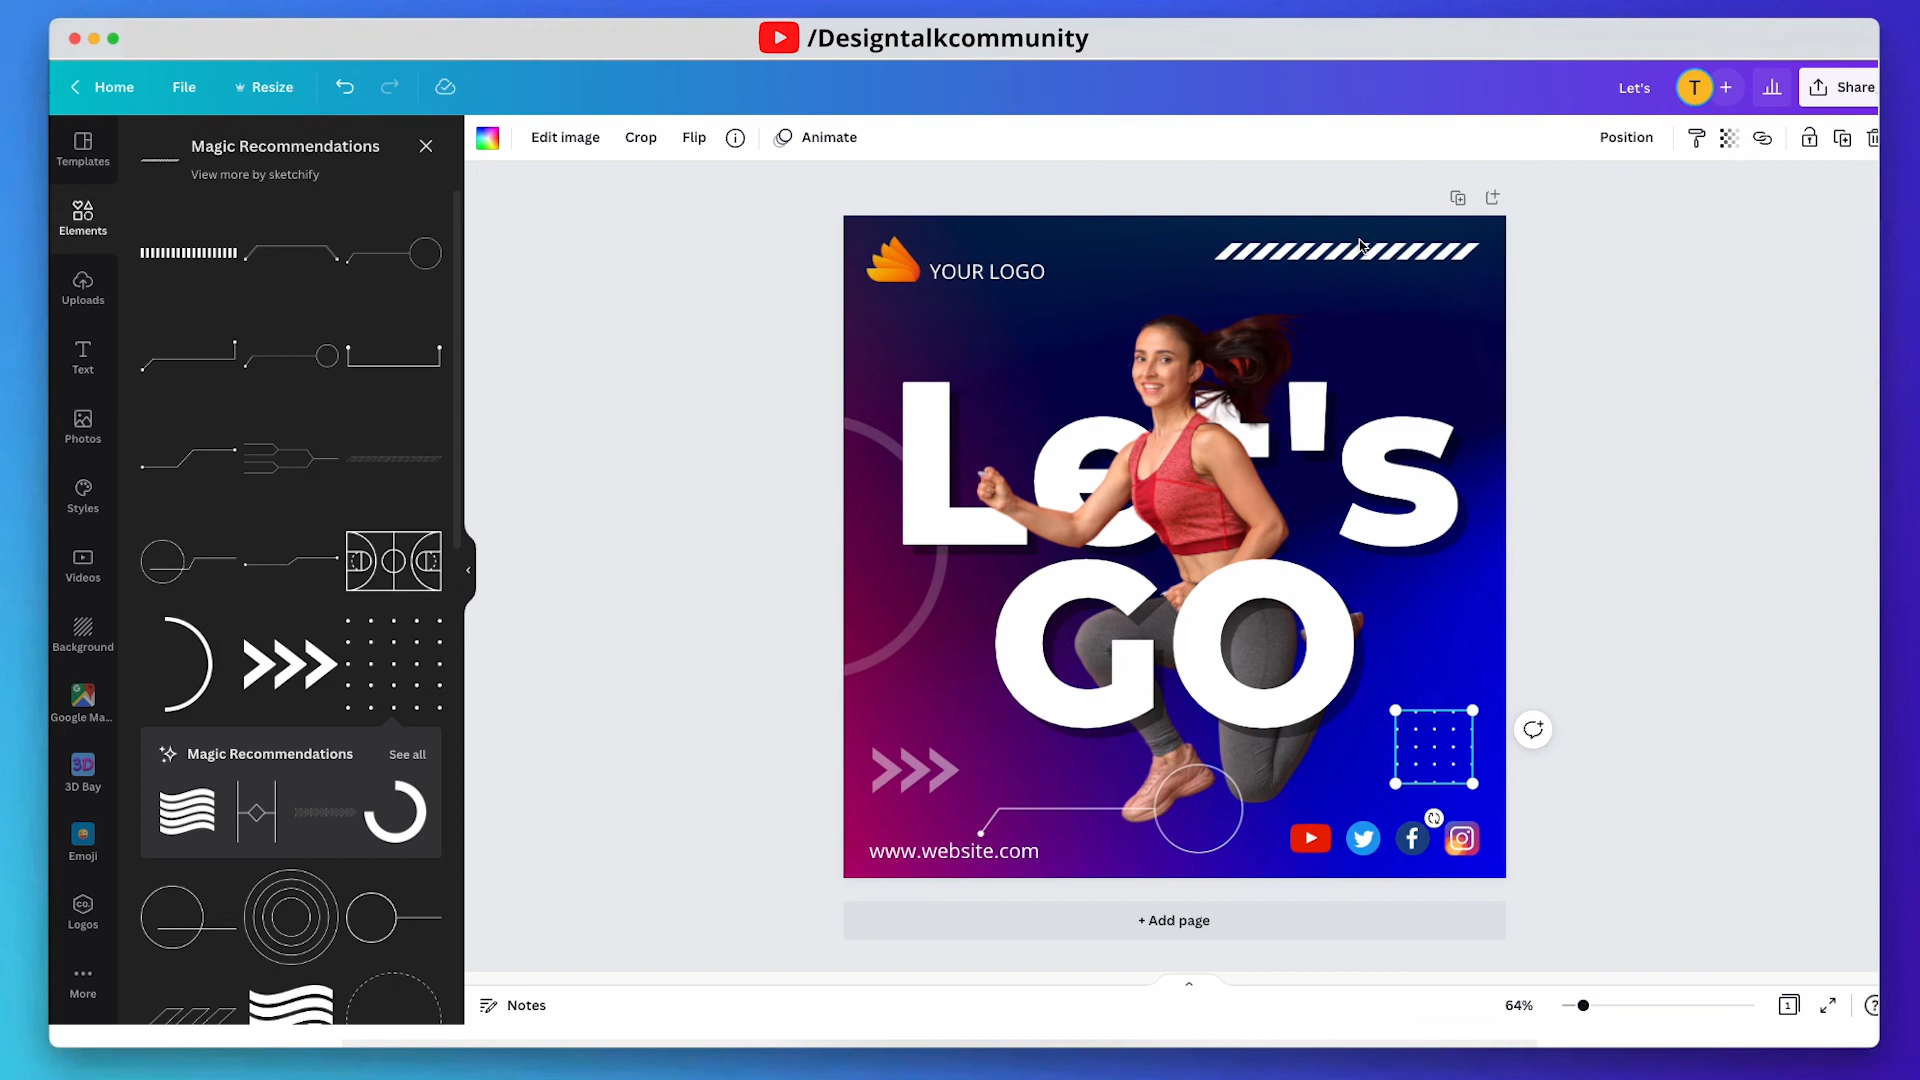 /Designtalkcommunity
Home
File
Resize
Let's
T
Share
Templates
Magic Recommendations
View more by sketchify
Edit image
Crop
Flip
Animate
Position
Elements
Uploads
Text
Photos
Styles
Videos
Background
Google Ma...
3D Bay
Emoji
CO.
Logos
More
Magic Recommendations
See all
YOUR LOGO
Let's
GO
www.website.com
+ Add page
Notes
64%
1